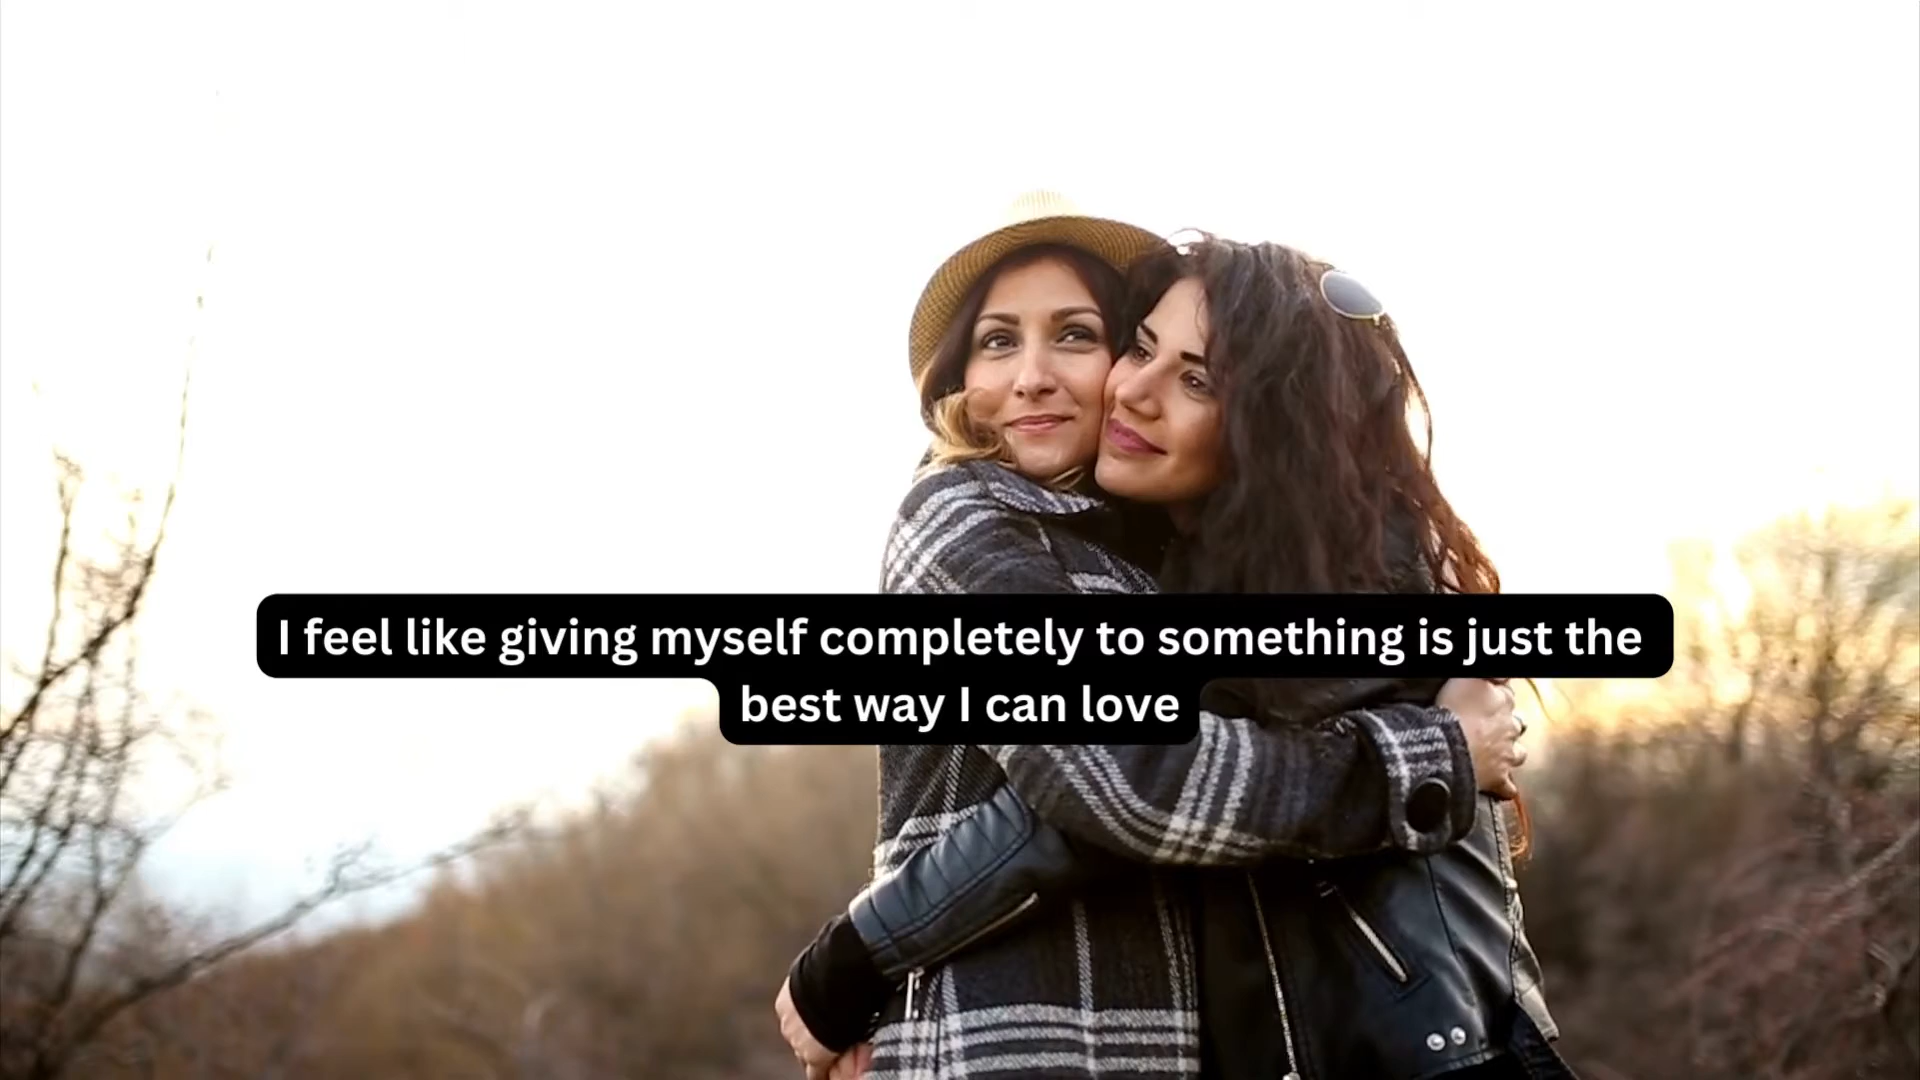 I feel like giving myself completely to something is just the
best way I can love